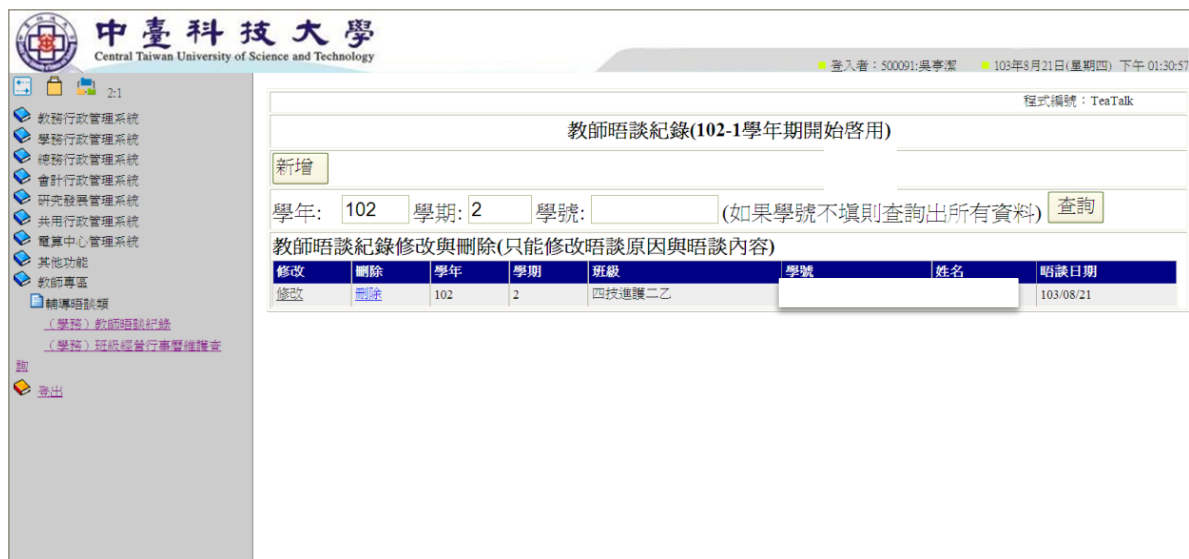 中臺科技大學
Central Taiwan University of Science and Technology
登入者：500091:吳亭潔 103年8月21日(星期四) 下午 01:30:57
2:1
教務行政管理系統
學務行政管理系統
總務行政管理系統
會計行政管理系統
研究發展管理系統
共用行政管理系統
電算中心管理系統
其他功能
教師專區
輔導晤談類
（學務）教師晤談紀錄
（學務）班級經營行事曆維護查
詢
登出
程式編號：TeaTalk
教師晤談紀錄(102-1學年期開始啓用)
新增
學年: 102 學期: 2 學號: (如果學號不填則查詢出所有資料) 查詢
教師晤談紀錄修改與刪除(只能修改晤談原因與晤談內容)
修改 刪除 學年 學期 班級 學號 姓名 晤談日期
修改 刪除 102 2 四技進護二乙 103/08/21